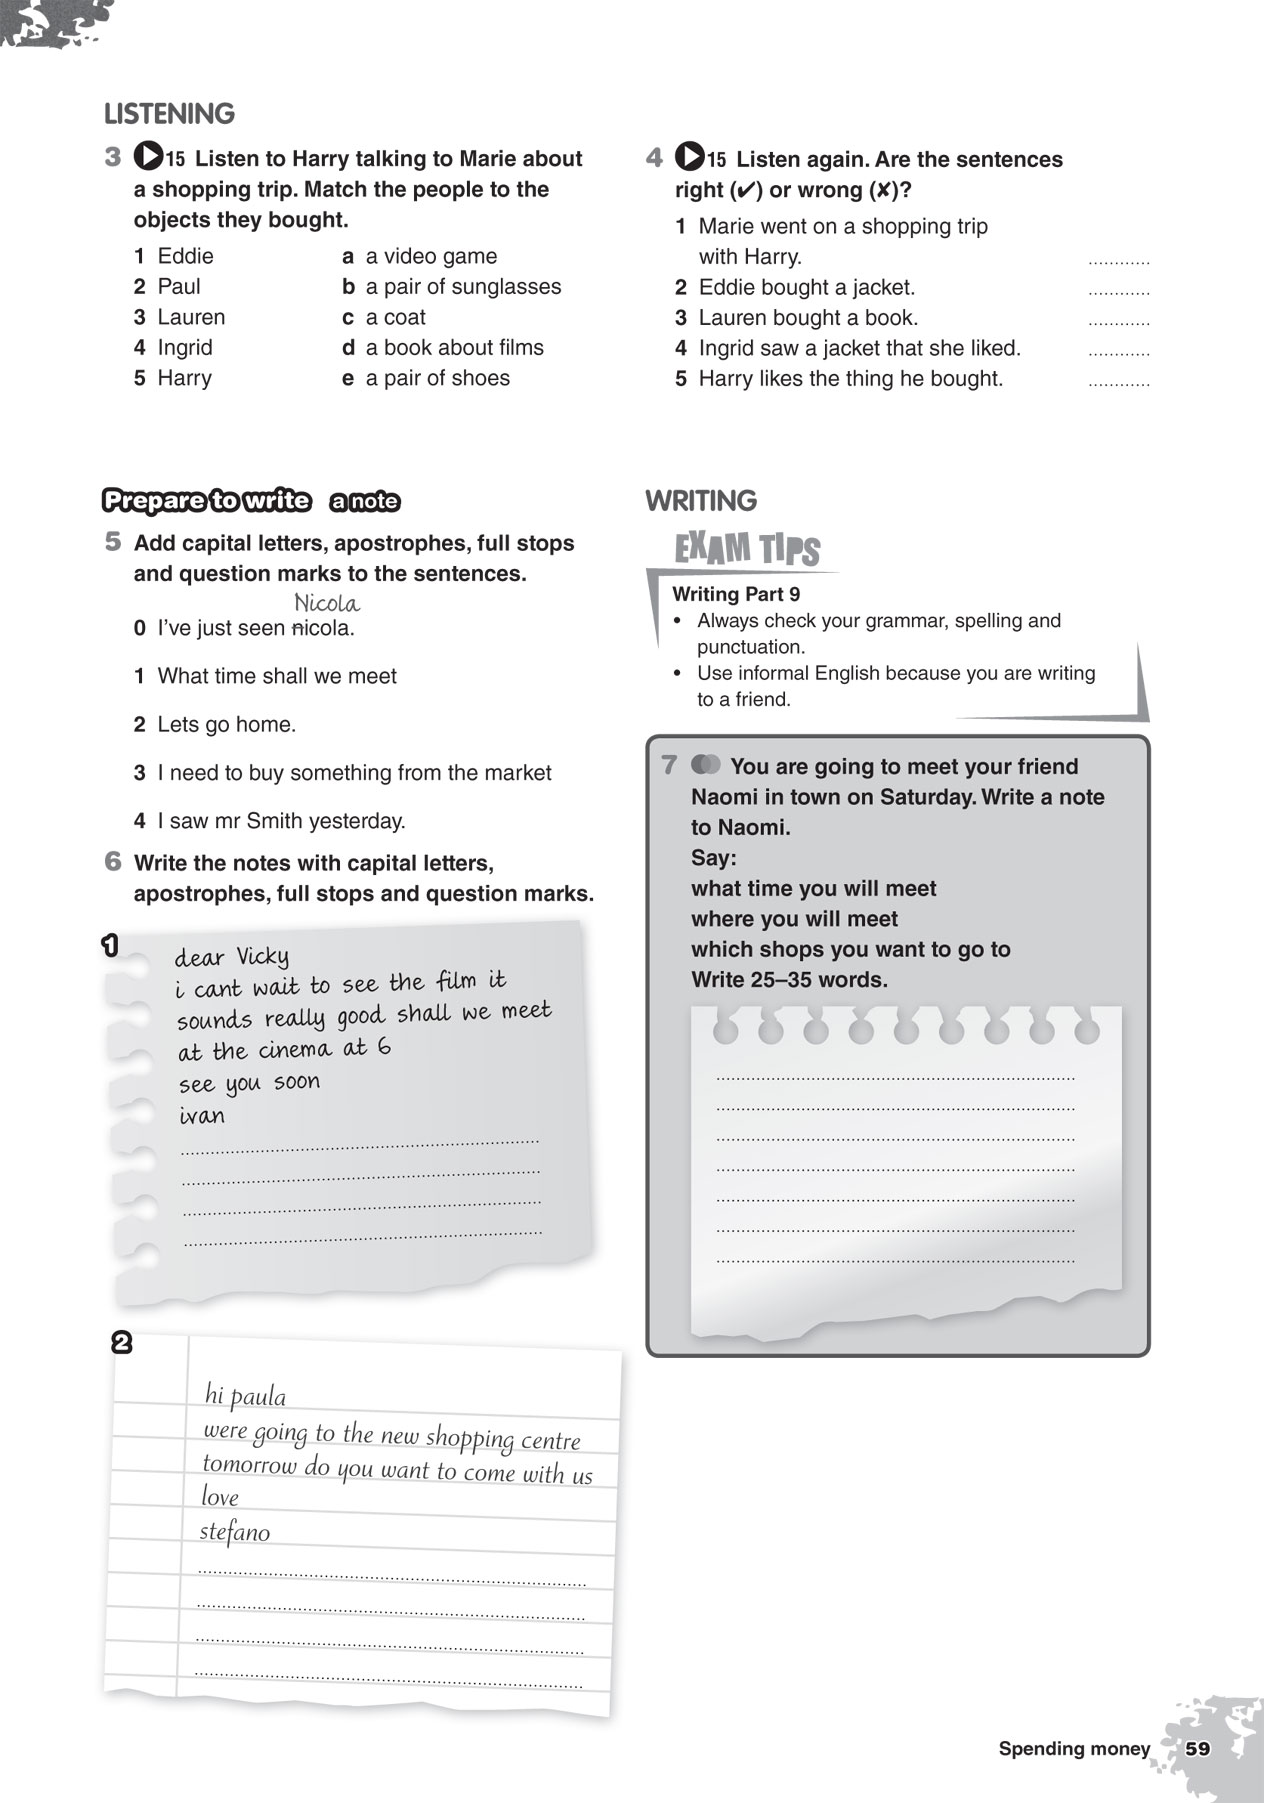 LISTENING
3 15 Listen to Harry talking to Marie about
a shopping trip. Match the people to the
objects they bought.
1 Eddie
2 Paul
3 Lauren
4 Ingrid
5 Harry
a a video game
b a pair of sunglasses
c a coat
d a book about films
e a pair of shoes
4 15 Listen again. Are the sentences
right (✔) or wrong (✘)?
1 Marie went on a shopping trip
with Harry. ............
2 Eddie bought a jacket. ............
3 Lauren bought a book. ............
4 Ingrid saw a jacket that she liked. ............
5 Harry likes the thing he bought. ............
Prepare to write a note
5 Add capital letters, apostrophes, full stops
and question marks to the sentences.
Nicola
0 I've just seen nicola.
1 What time shall we meet
2 Lets go home.
3 I need to buy something from the market
4 I saw mr Smith yesterday.
6 Write the notes with capital letters,
apostrophes, full stops and question marks.
1
dear Vicky
i cant wait to see the film it
sounds really good shall we meet
at the cinema at 6
see you soon
ivan
2
hi paula
were going to the new shopping centre
tomorrow do you want to come with us
love
stefano
WRITING
EXAM TIPS
Writing Part 9
• Always check your grammar, spelling and
punctuation.
• Use informal English because you are writing
to a friend.
7 You are going to meet your friend
Naomi in town on Saturday. Write a note
to Naomi.
Say:
what time you will meet
where you will meet
which shops you want to go to
Write 25–35 words.
Spending money 59